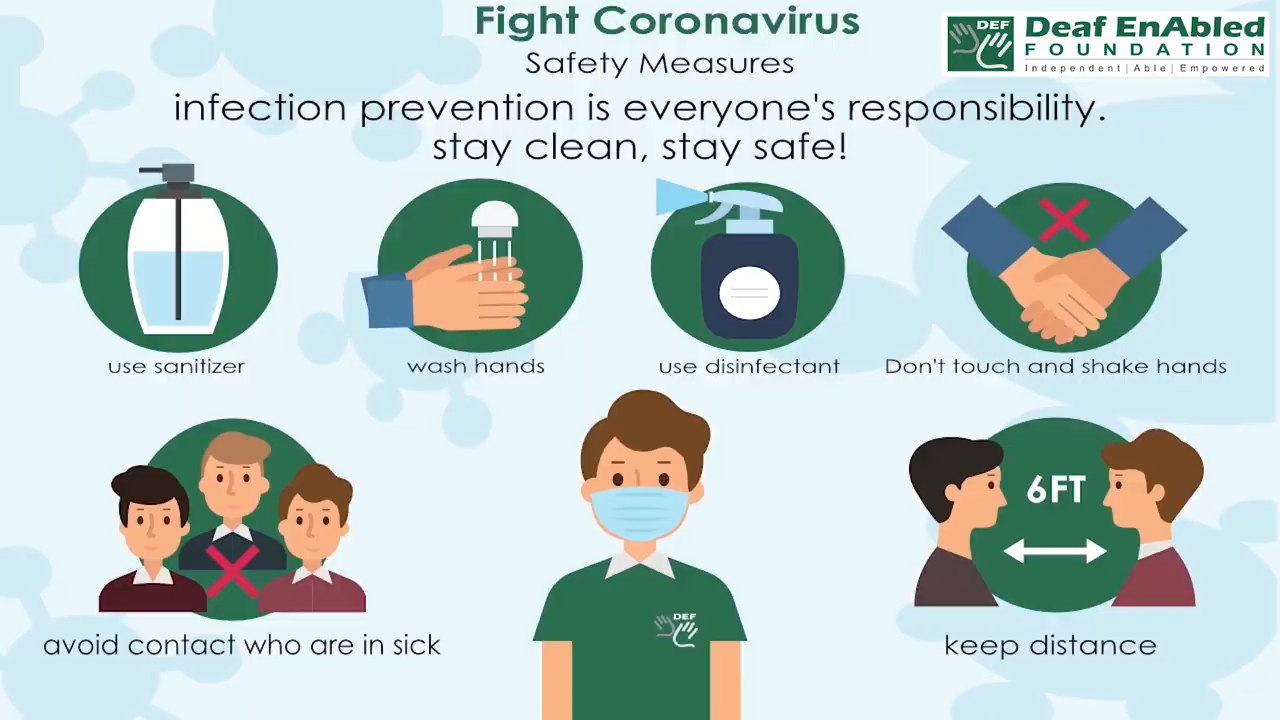 Fight Coronavirus
Safety Measures
DEF
Deaf EnAbled
FOUNDATION
Independent|Able|Empowered
infection prevention is everyone's responsibility.
stay clean, stay safe!
use sanitizer
wash hands
use disinfectant
Don't touch and shake hands
6FT
DEF
avoid contact who are in sick
keep distance